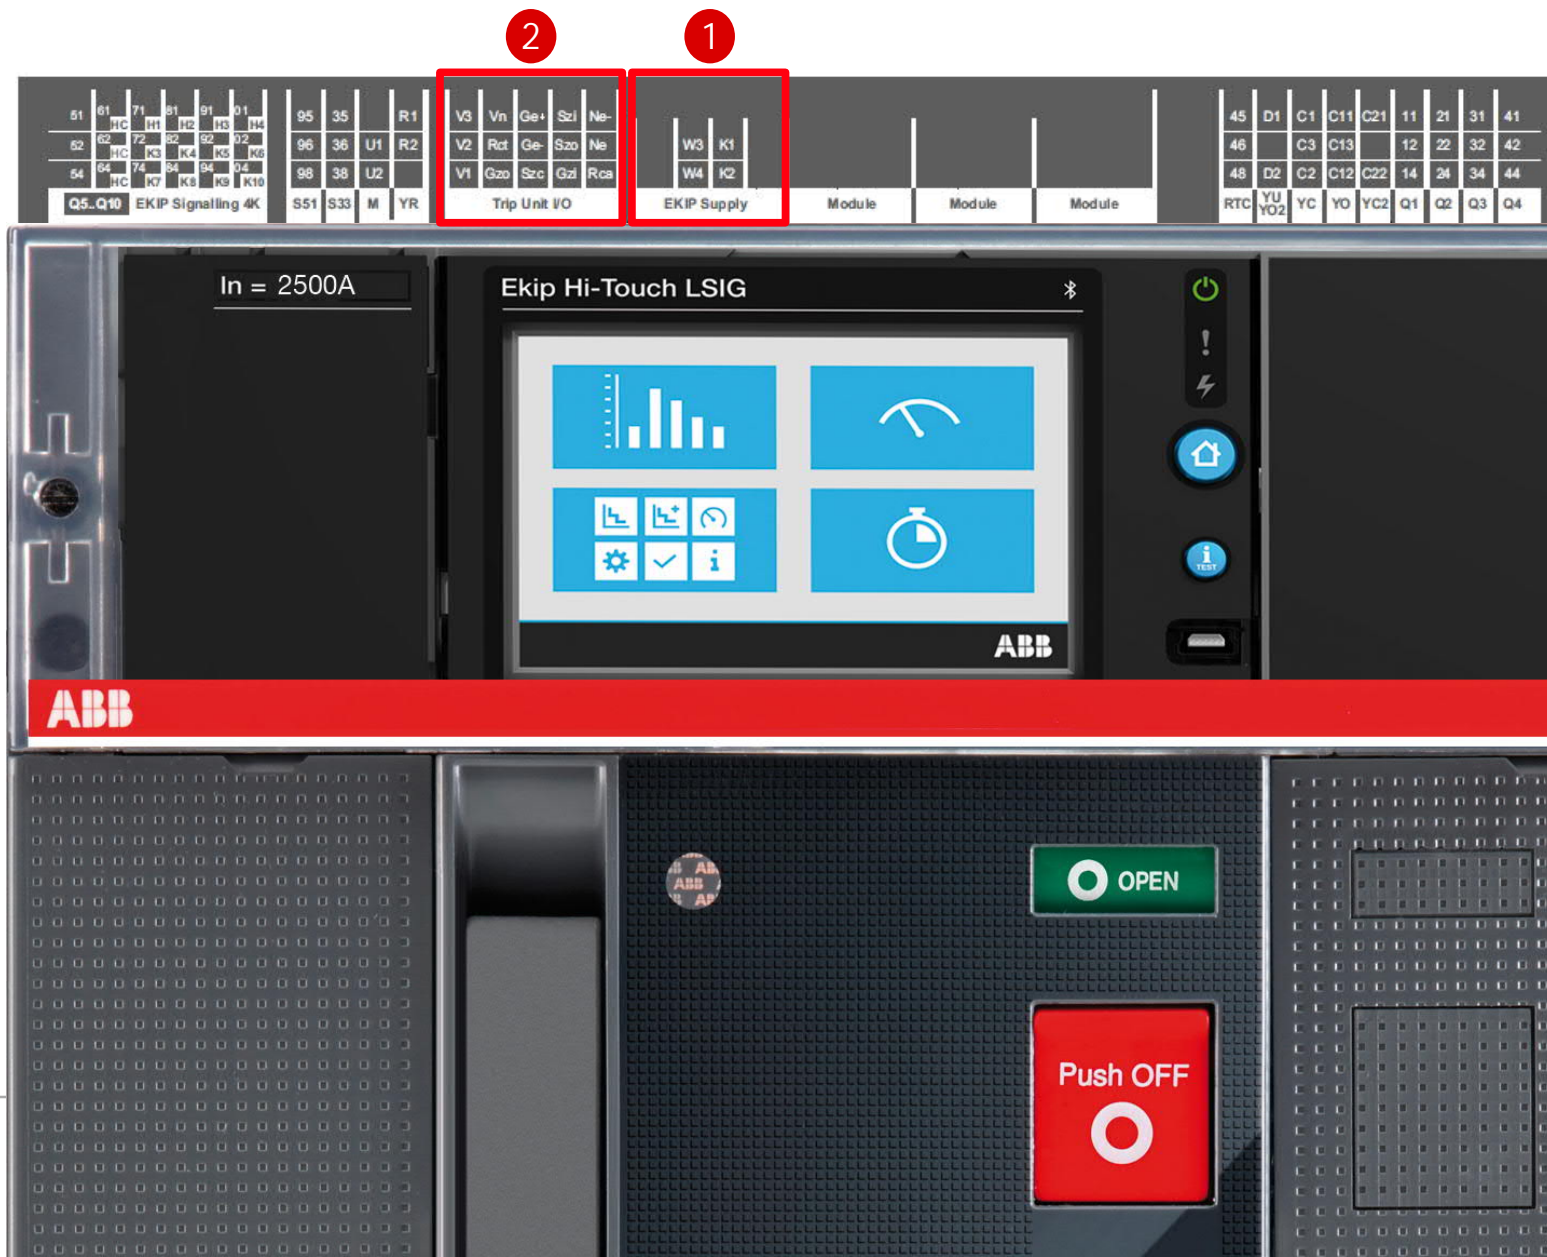 2 1
51 61 HC 71 H1 81 H2 91 H3 01 H4 95 35 R1 V3 Vn Ge+ Szi Ne- 45 D1 C1 C11 C21 11 21 31 41
52 62 HC 72 K3 82 K4 92 K5 02 K6 96 36 U1 R2 V2 Rct Ge- Szo Ne W3 K1 46 C3 C13 12 22 32 42
54 64 HC 74 K7 84 K8 94 K9 04 K10 98 38 U2 V1 Gzo Szc Gzi Rca W4 K2 48 D2 C2 C12 C22 14 24 34 44
Q5..Q10 EKIP Signalling 4K S51 S33 M YR Trip Unit I/O EKIP Supply Module Module Module RTC YU YO2 YC YO YC2 Q1 Q2 Q3 Q4
In = 2500A
Ekip Hi-Touch LSIG
!
i
i
TEST
ABB
ABB
ABB
OPEN
Push OFF